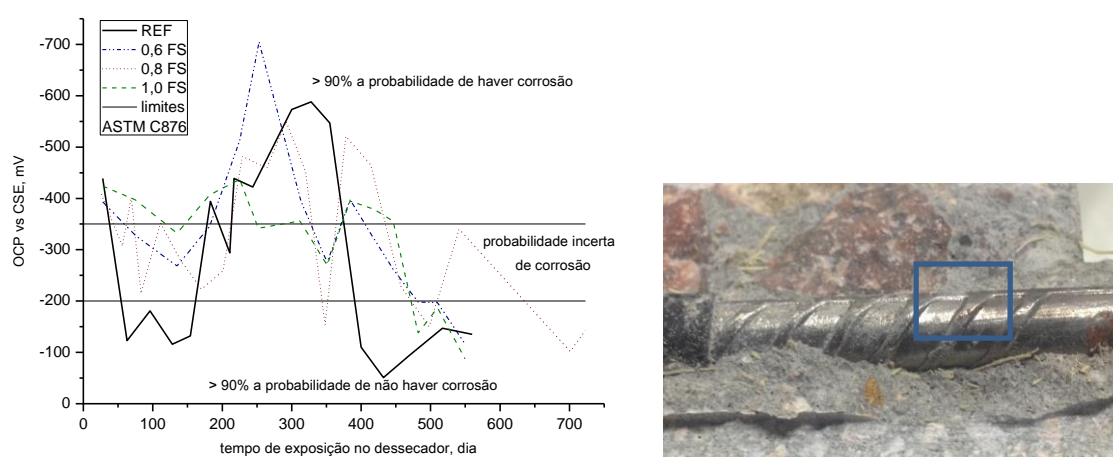 -700
-600
-500
-400
-300
-200
-100
0
OCP vs CSE, mV
REF
0,6 FS
0,8 FS
1,0 FS
limites
ASTM C876
> 90% a probabilidade de haver corrosão
probabilidade incerta
de corrosão
> 90% a probabilidade de não haver corrosão
0 100 200 300 400 500 600 700
tempo de exposição no dessecador, dia